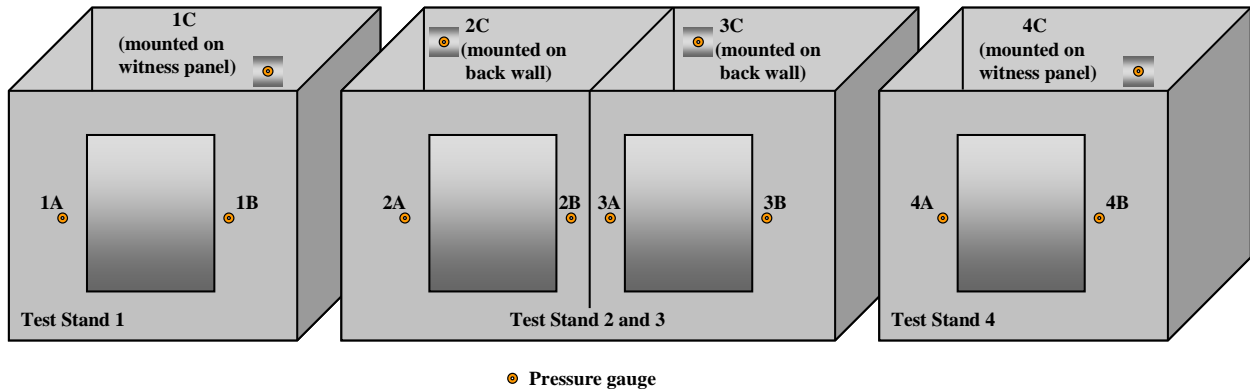 1C
(mounted on
witness panel)
2C
(mounted on
back wall)
3C
(mounted on
back wall)
4C
(mounted on
witness panel)
1A
1B
2A
2B
3A
3B
4A
4B
Test Stand 1
Test Stand 2 and 3
Test Stand 4
Pressure gauge